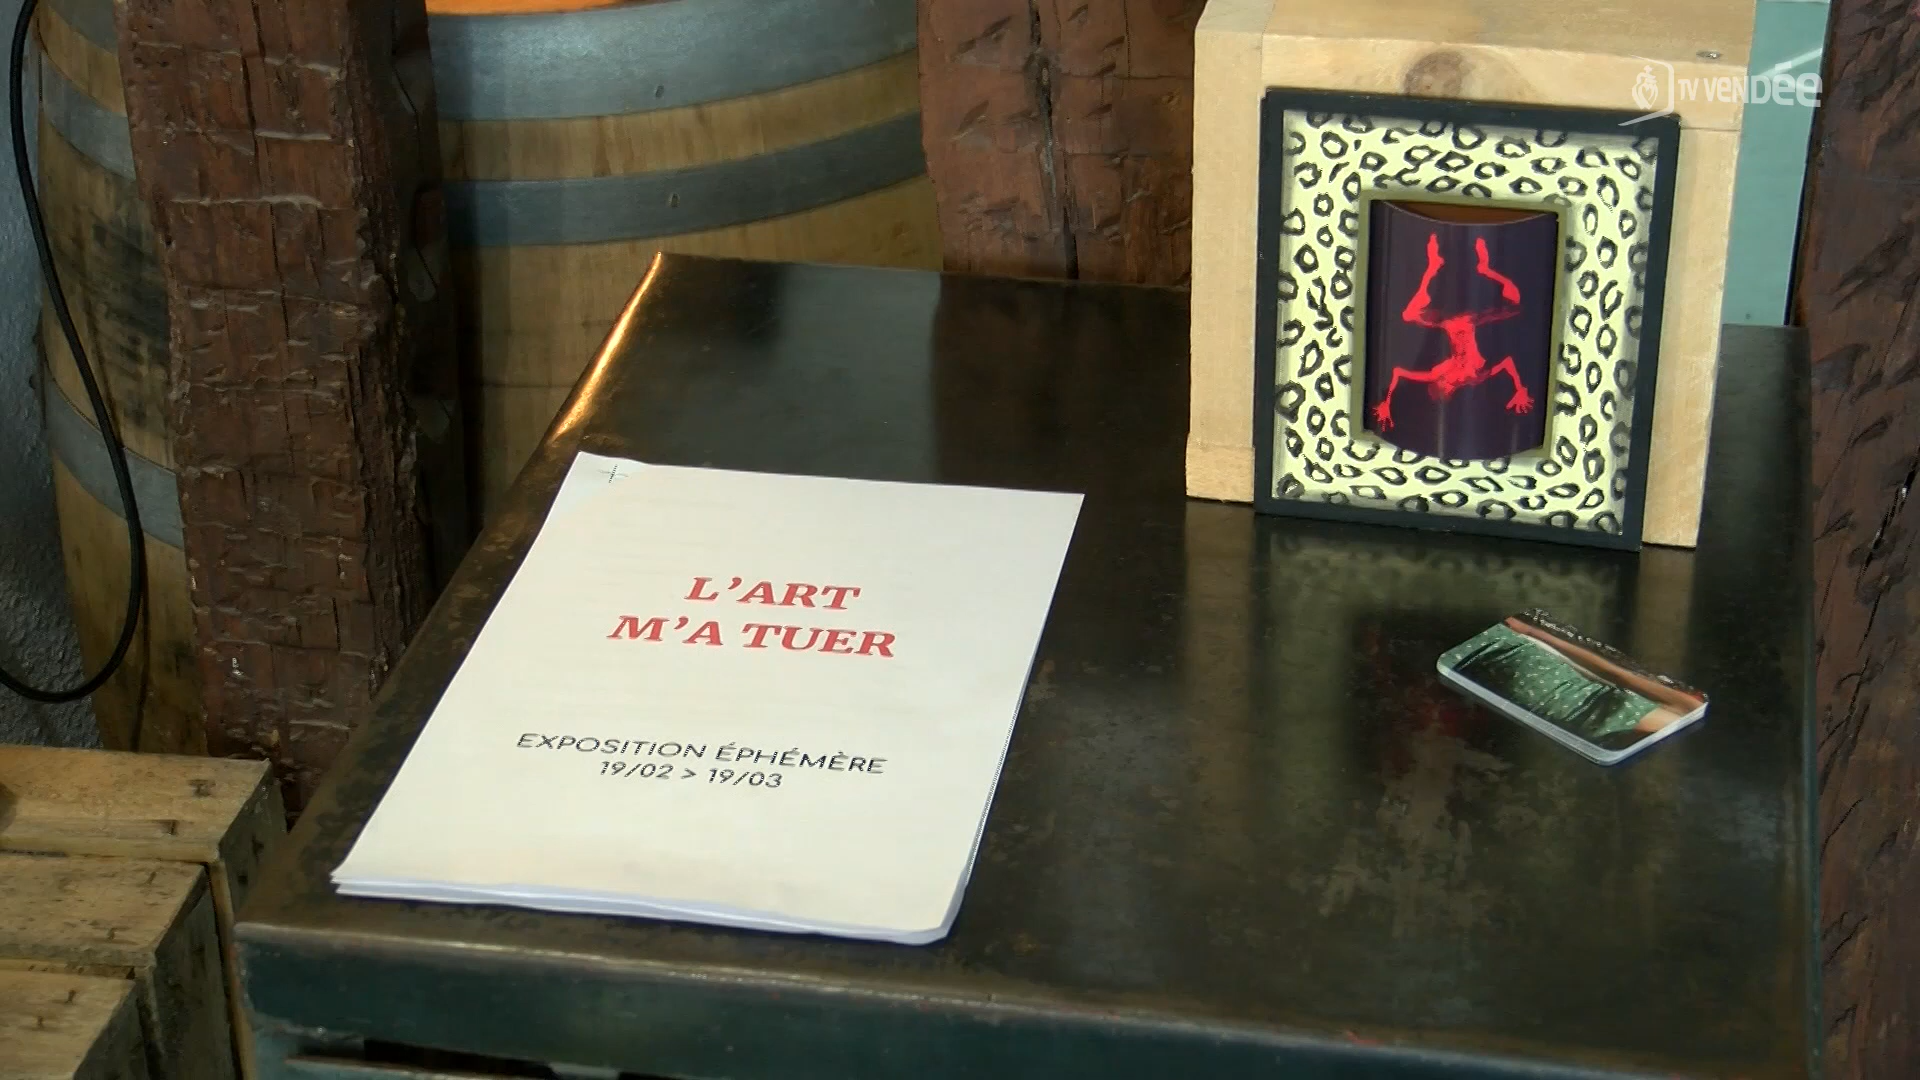 TV VENDÉE
L'ART
M'A TUER
EXPOSITION ÉPHÉMÈRE
19/02 > 19/03